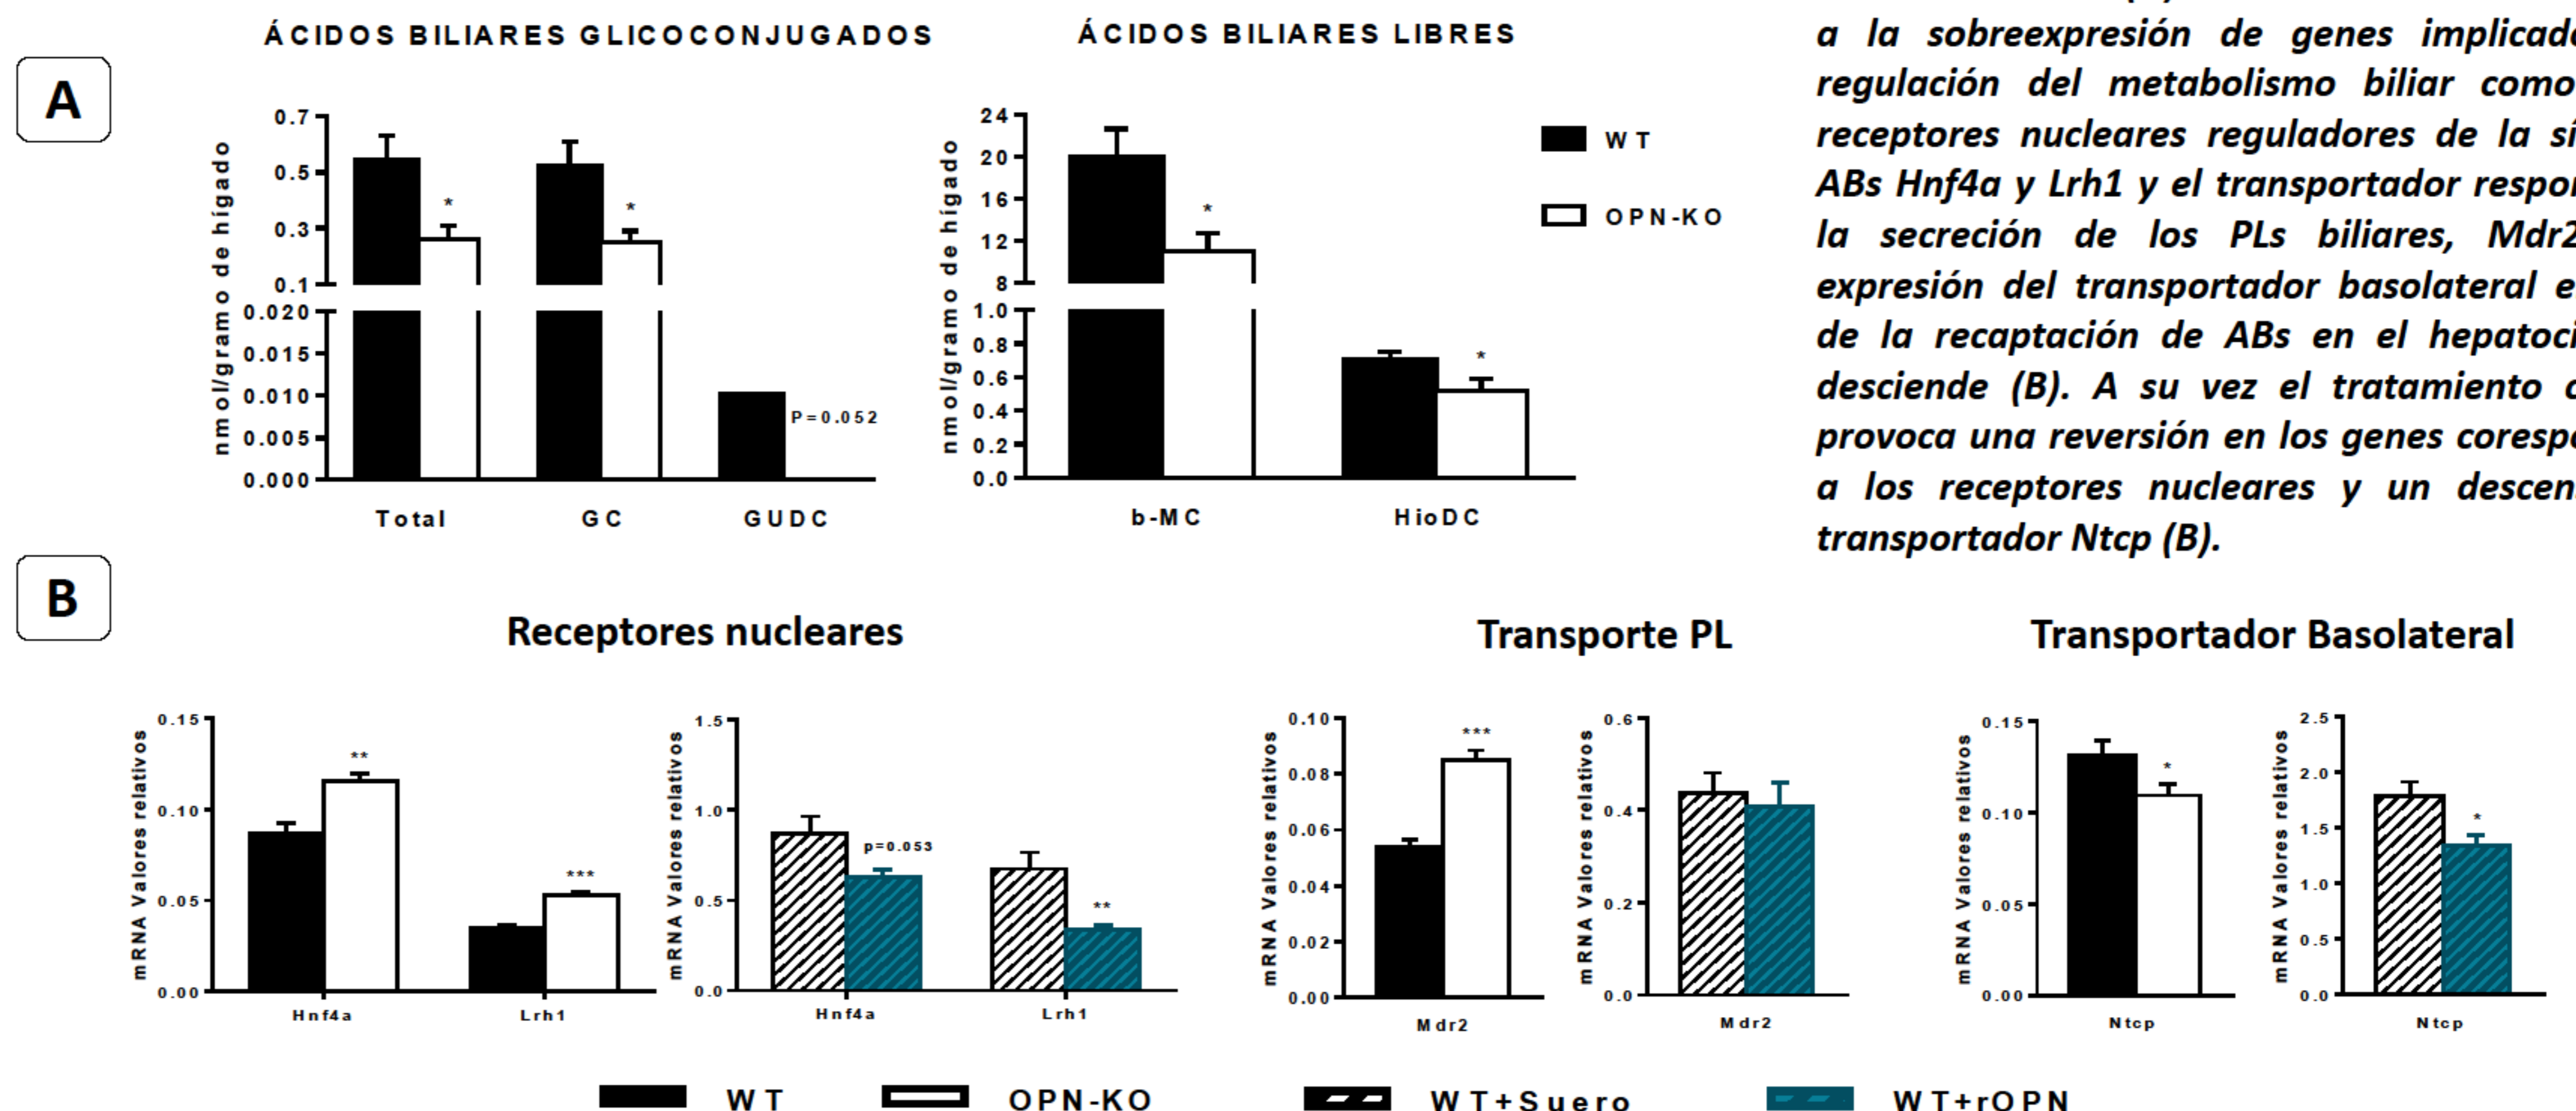 ÁCIDOS BILIARES GLICOCONJUGADOS
ÁCIDOS BILIARES LIBRES
A
nmol/gramo de hígado
0.7
0.5
0.3
0.1
0.020
0.015
0.010
0.005
0.000
*
*
P=0.052
Total
GC
GUDC
nmol/gramo de hígado
24
20
16
12
8
1.0
0.8
0.6
0.4
0.2
0.0
*
*
b-MC
HioDC
WT
OPN-KO
a la sobreexpresión de genes
regulación del metabolismo biliar como
receptores nucleares reguladores de la
ABs Hnf4a y Lrh1 y el transportador
la secreción de los PLs biliares, Mdr2
expresión del transportador basolateral
de la recaptación de ABs en el
desciende (B). A su vez el tratamiento
provoca una reversión en los genes
a los receptores nucleares y un
transportador Ntcp (B).
B
Receptores nucleares
Transporte PL
Transportador Basolateral
mRNA Valores relativos
0.15
0.10
0.05
0.00
**
***
Hnf4a
Lrh1
mRNA Valores relativos
1.5
1.0
0.5
0.0
p=0.053
**
Hnf4a
Lrh1
mRNA Valores relativos
0.10
0.08
0.06
0.04
0.02
0.00
***
Mdr2
mRNA Valores relativos
0.6
0.4
0.2
0.0
Mdr2
mRNA Valores relativos
0.15
0.10
0.05
0.00
*
Ntcp
mRNA Valores relativos
2.5
2.0
1.5
1.0
0.5
0.0
*
Ntcp
WT
OPN-KO
WT+Suero
WT+rOPN